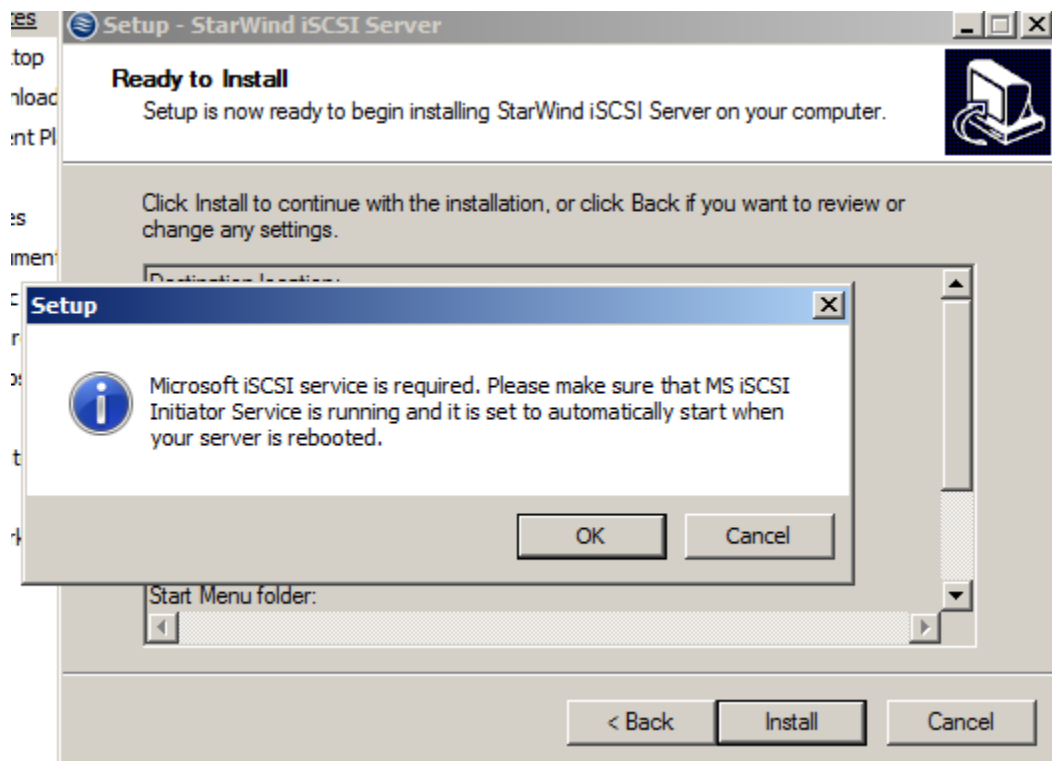 Setup - StarWind iSCSI Server
Ready to Install
Setup is now ready to begin installing StarWind iSCSI Server on your computer.
Click Install to continue with the installation, or click Back if you want to review or
change any settings.
Destination location:
Setup
Microsoft iSCSI service is required. Please make sure that MS iSCSI
Initiator Service is running and it is set to automatically start when
your server is rebooted.
OK Cancel
Start Menu folder:
< Back Install Cancel